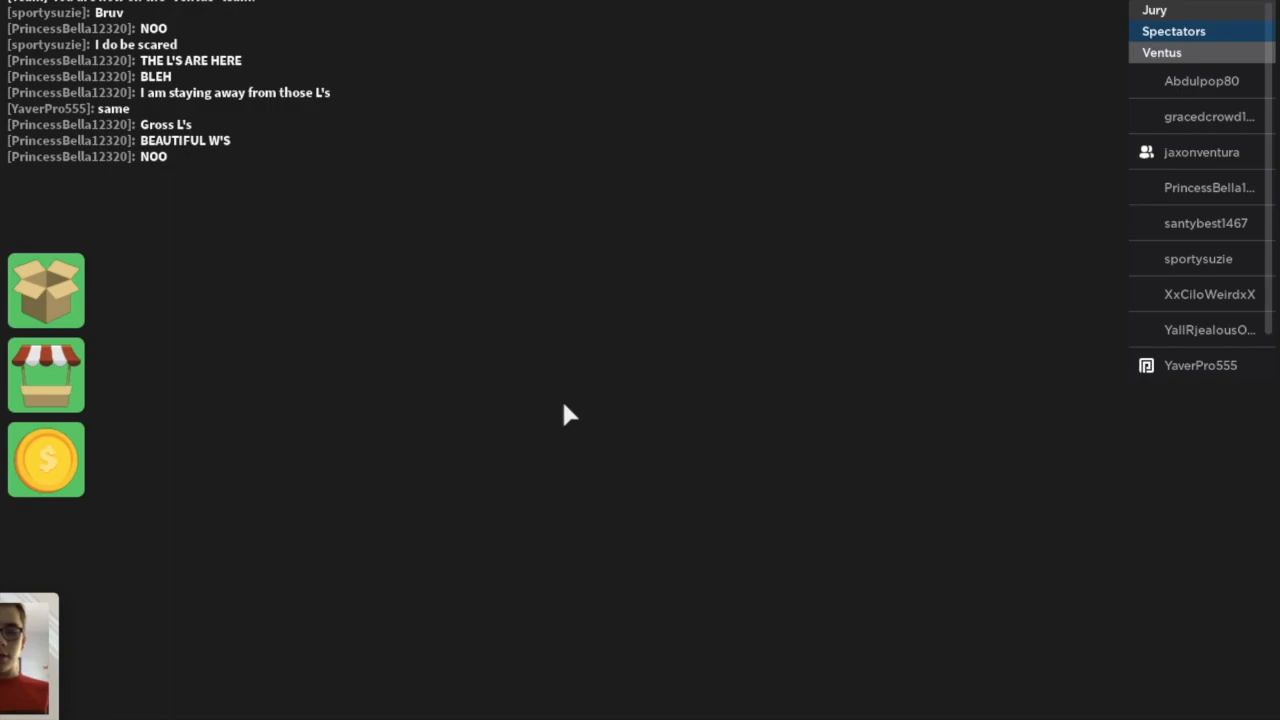 [sportysuzie]: Bruv
[PrincessBella12320]: NOO
[sportysuzie]: I do be scared
[PrincessBella12320]: THE L'S ARE HERE
[PrincessBella12320]: BLEH
[PrincessBella12320]: I am staying away from those L's
[YaverPro555]: same
[PrincessBella12320]: Gross L's
[PrincessBella12320]: BEAUTIFUL W'S
[PrincessBella12320]: NOO
$
Jury
Spectators
Ventus
Abdulpop80
gracedcrowd1...
jaxonventura
PrincessBella1...
santybest1467
sportysuzie
XxCiloWeirdxX
YallRjealousO...
YaverPro555